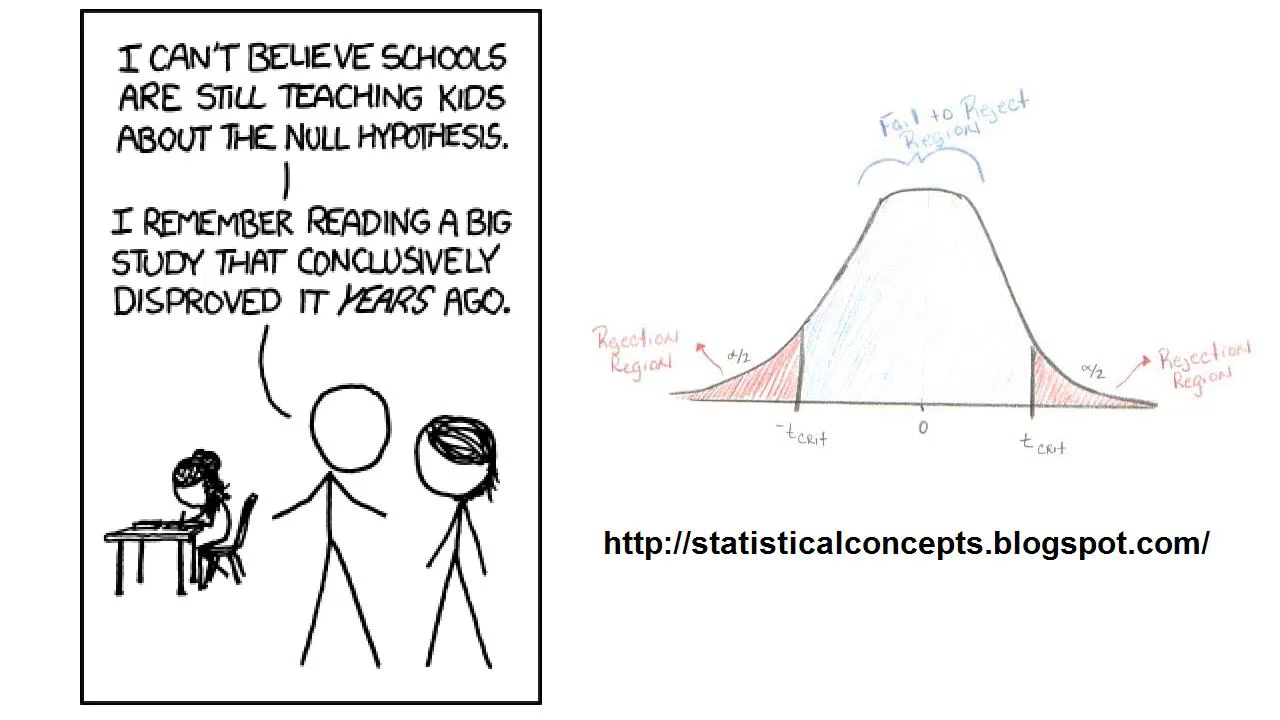 I CAN'T BELIEVE SCHOOLS
ARE STILL TEACHING KIDS
ABOUT THE NULL HYPOTHESIS.
I REMEMBER READING A BIG
STUDY THAT CONCLUSIVELY
DISPROVED IT YEARS AGO.
Fail to Reject
Region
Rejection
Region
α/2
α/2
Rejection
Region
-tCRit
0
tCRit
http://statisticalconcepts.blogspot.com/